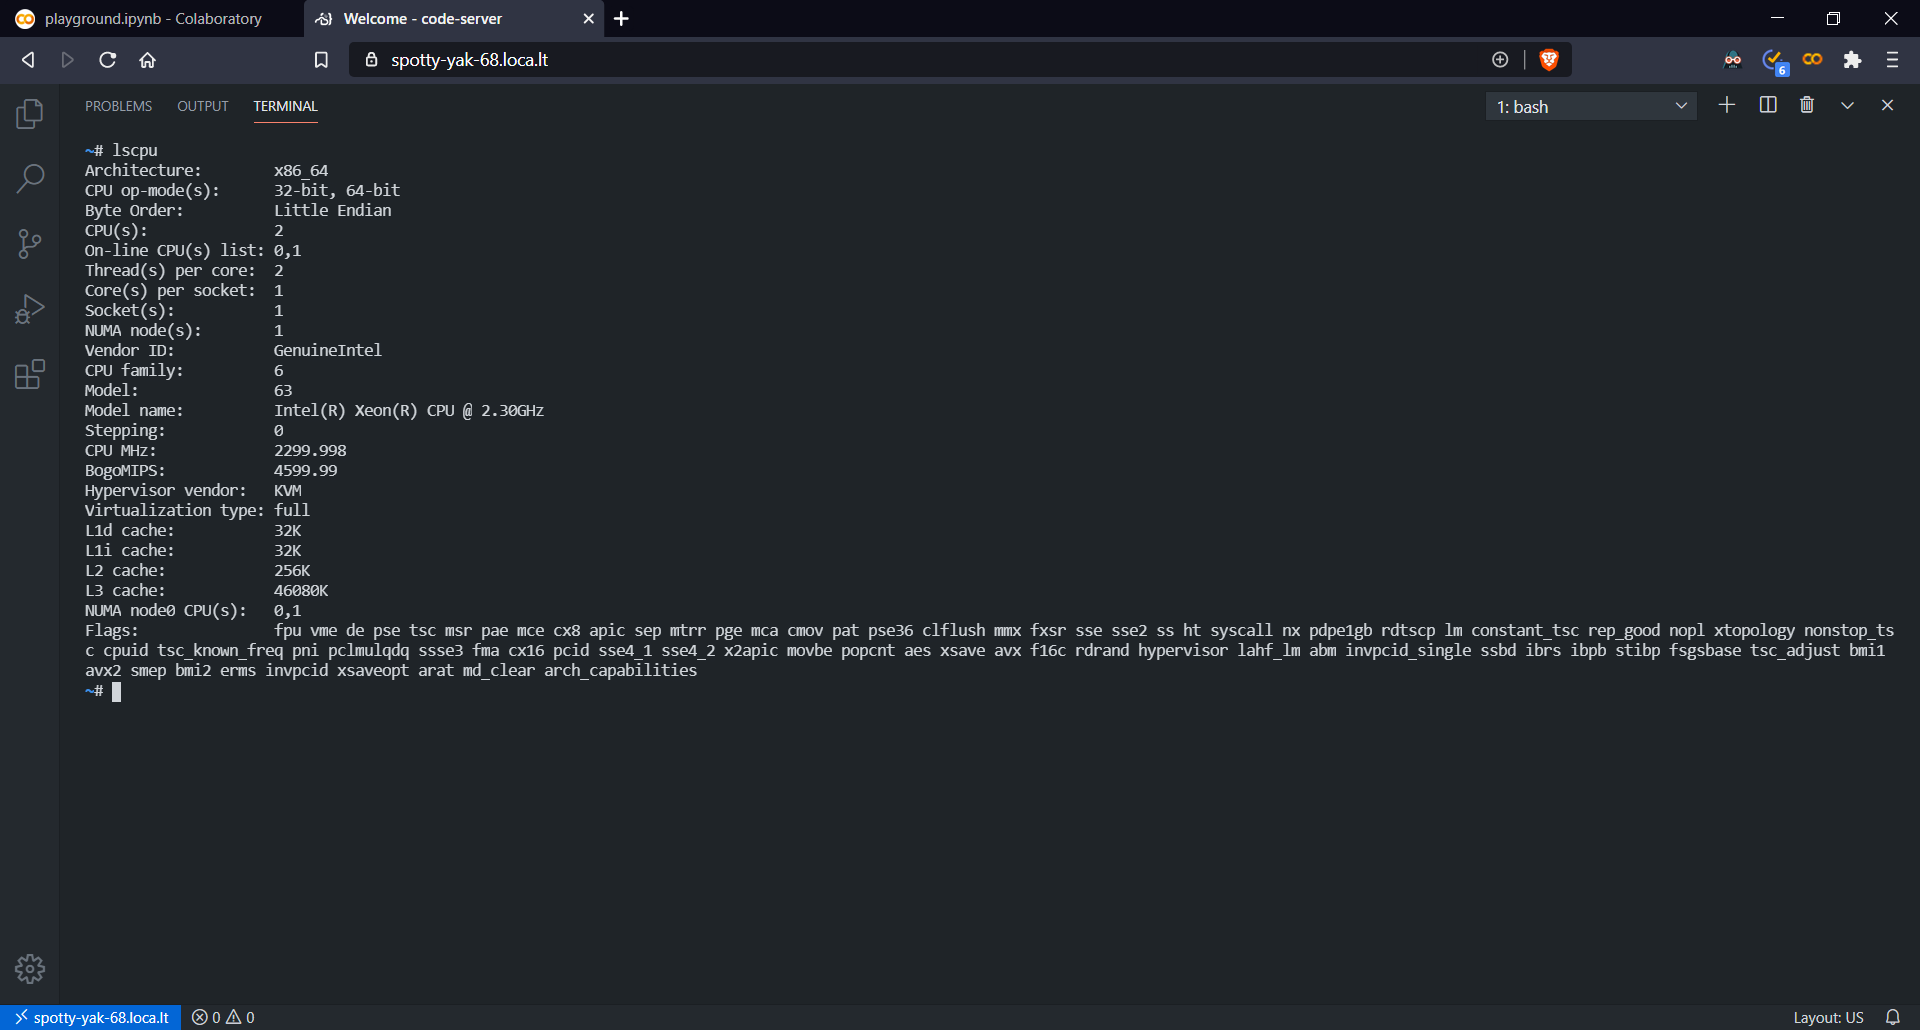 playground.ipynb - Colaboratory
Welcome - code-server
spotty-yak-68.loca.lt
6
PROBLEMS OUTPUT TERMINAL
1: bash
~# lscpu
Architecture: x86_64
CPU op-mode(s): 32-bit, 64-bit
Byte Order: Little Endian
CPU(s): 2
On-line CPU(s) list: 0,1
Thread(s) per core: 2
Core(s) per socket: 1
Socket(s): 1
NUMA node(s): 1
Vendor ID: GenuineIntel
CPU family: 6
Model: 63
Model name: Intel(R) Xeon(R) CPU @ 2.30GHz
Stepping: 0
CPU MHz: 2299.998
BogoMIPS: 4599.99
Hypervisor vendor: KVM
Virtualization type: full
L1d cache: 32K
L1i cache: 32K
L2 cache: 256K
L3 cache: 46080K
NUMA node0 CPU(s): 0,1
Flags: fpu vme de pse tsc msr pae mce cx8 apic sep mtrr pge mca cmov pat pse36 clflush mmx fxsr sse sse2 ss ht syscall nx pdpe1gb rdtscp lm constant_tsc rep_good nopl xtopology nonstop_ts
c cpuid tsc_known_freq pni pclmulqdq ssse3 fma cx16 pcid sse4_1 sse4_2 x2apic movbe popcnt aes xsave avx f16c rdrand hypervisor lahf_lm abm invpcid_single ssbd ibrs ibpb stibp fsgsbase tsc_adjust bmi1
avx2 smep bmi2 erms invpcid xsaveopt arat md_clear arch_capabilities
~#
spotty-yak-68.loca.lt 0 0
Layout: US